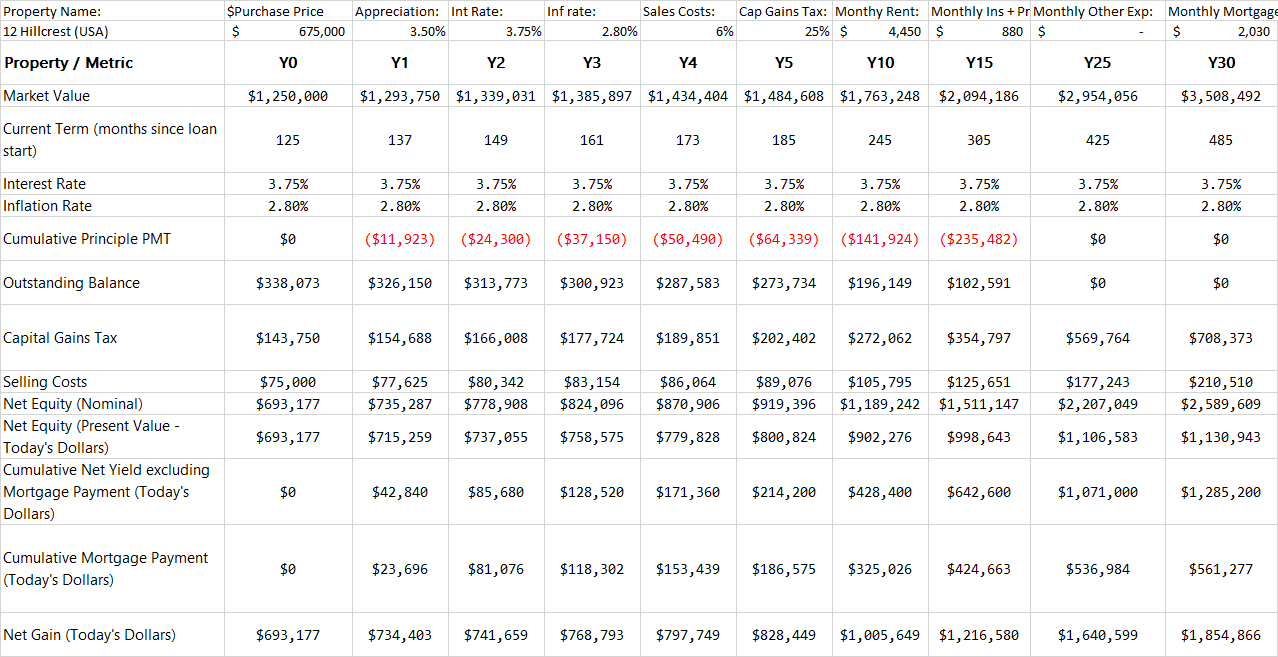 Property Name: $Purchase Price Appreciation: Int Rate: Inf rate: Sales Costs: Cap Gains Tax: Monthy Rent: Monthly Ins + Pr Monthly Other Exp: Monthly Mortgage
12 Hillcrest (USA) $ 675,000 3.50% 3.75% 2.80% 6% 25% $ 4,450 $ 880 $ - $ 2,030
Property / Metric Y0 Y1 Y2 Y3 Y4 Y5 Y10 Y15 Y25 Y30
Market Value $1,250,000 $1,293,750 $1,339,031 $1,385,897 $1,434,404 $1,484,608 $1,763,248 $2,094,186 $2,954,056 $3,508,492
Current Term (months since loan
start) 125 137 149 161 173 185 245 305 425 485
Interest Rate 3.75% 3.75% 3.75% 3.75% 3.75% 3.75% 3.75% 3.75% 3.75% 3.75%
Inflation Rate 2.80% 2.80% 2.80% 2.80% 2.80% 2.80% 2.80% 2.80% 2.80% 2.80%
Cumulative Principle PMT $0 ($11,923) ($24,300) ($37,150) ($50,490) ($64,339) ($141,924) ($235,482) $0 $0
Outstanding Balance $338,073 $326,150 $313,773 $300,923 $287,583 $273,734 $196,149 $102,591 $0 $0
Capital Gains Tax $143,750 $154,688 $166,008 $177,724 $189,851 $202,402 $272,062 $354,797 $569,764 $708,373
Selling Costs $75,000 $77,625 $80,342 $83,154 $86,064 $89,076 $105,795 $125,651 $177,243 $210,510
Net Equity (Nominal) $693,177 $735,287 $778,908 $824,096 $870,906 $919,396 $1,189,242 $1,511,147 $2,207,049 $2,589,609
Net Equity (Present Value -
Today's Dollars) $693,177 $715,259 $737,055 $758,575 $779,828 $800,824 $902,276 $998,643 $1,106,583 $1,130,943
Cumulative Net Yield excluding
Mortgage Payment (Today's
Dollars) $0 $42,840 $85,680 $128,520 $171,360 $214,200 $428,400 $642,600 $1,071,000 $1,285,200
Cumulative Mortgage Payment
(Today's Dollars) $0 $23,696 $81,076 $118,302 $153,439 $186,575 $325,026 $424,663 $536,984 $561,277
Net Gain (Today's Dollars) $693,177 $734,403 $741,659 $768,793 $797,749 $828,449 $1,005,649 $1,216,580 $1,640,599 $1,854,866